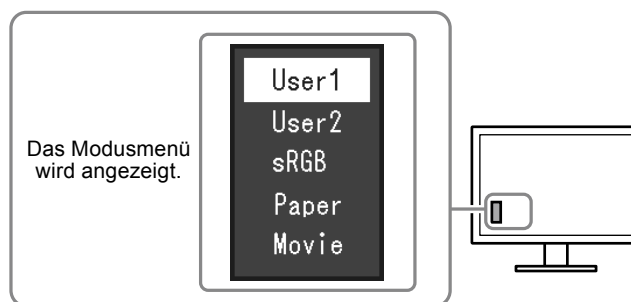 Das Modusmenü
wird angezeigt.
User1
User2
sRGB
Paper
Movie